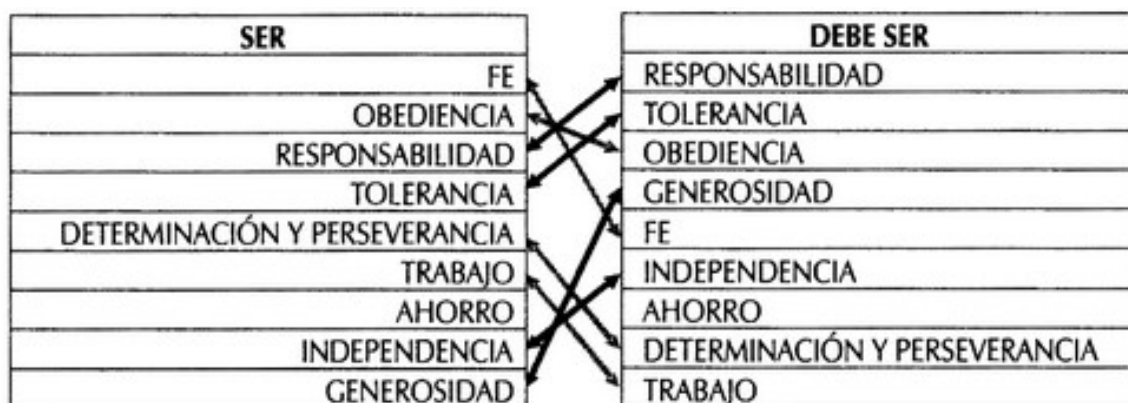 SER
FE
OBEDIENCIA
RESPONSABILIDAD
TOLERANCIA
DETERMINACIÓN Y PERSEVERANCIA
TRABAJO
AHORRO
INDEPENDENCIA
GENEROSIDAD
DEBE SER
RESPONSABILIDAD
TOLERANCIA
OBEDIENCIA
GENEROSIDAD
FE
INDEPENDENCIA
AHORRO
DETERMINACIÓN Y PERSEVERANCIA
TRABAJO